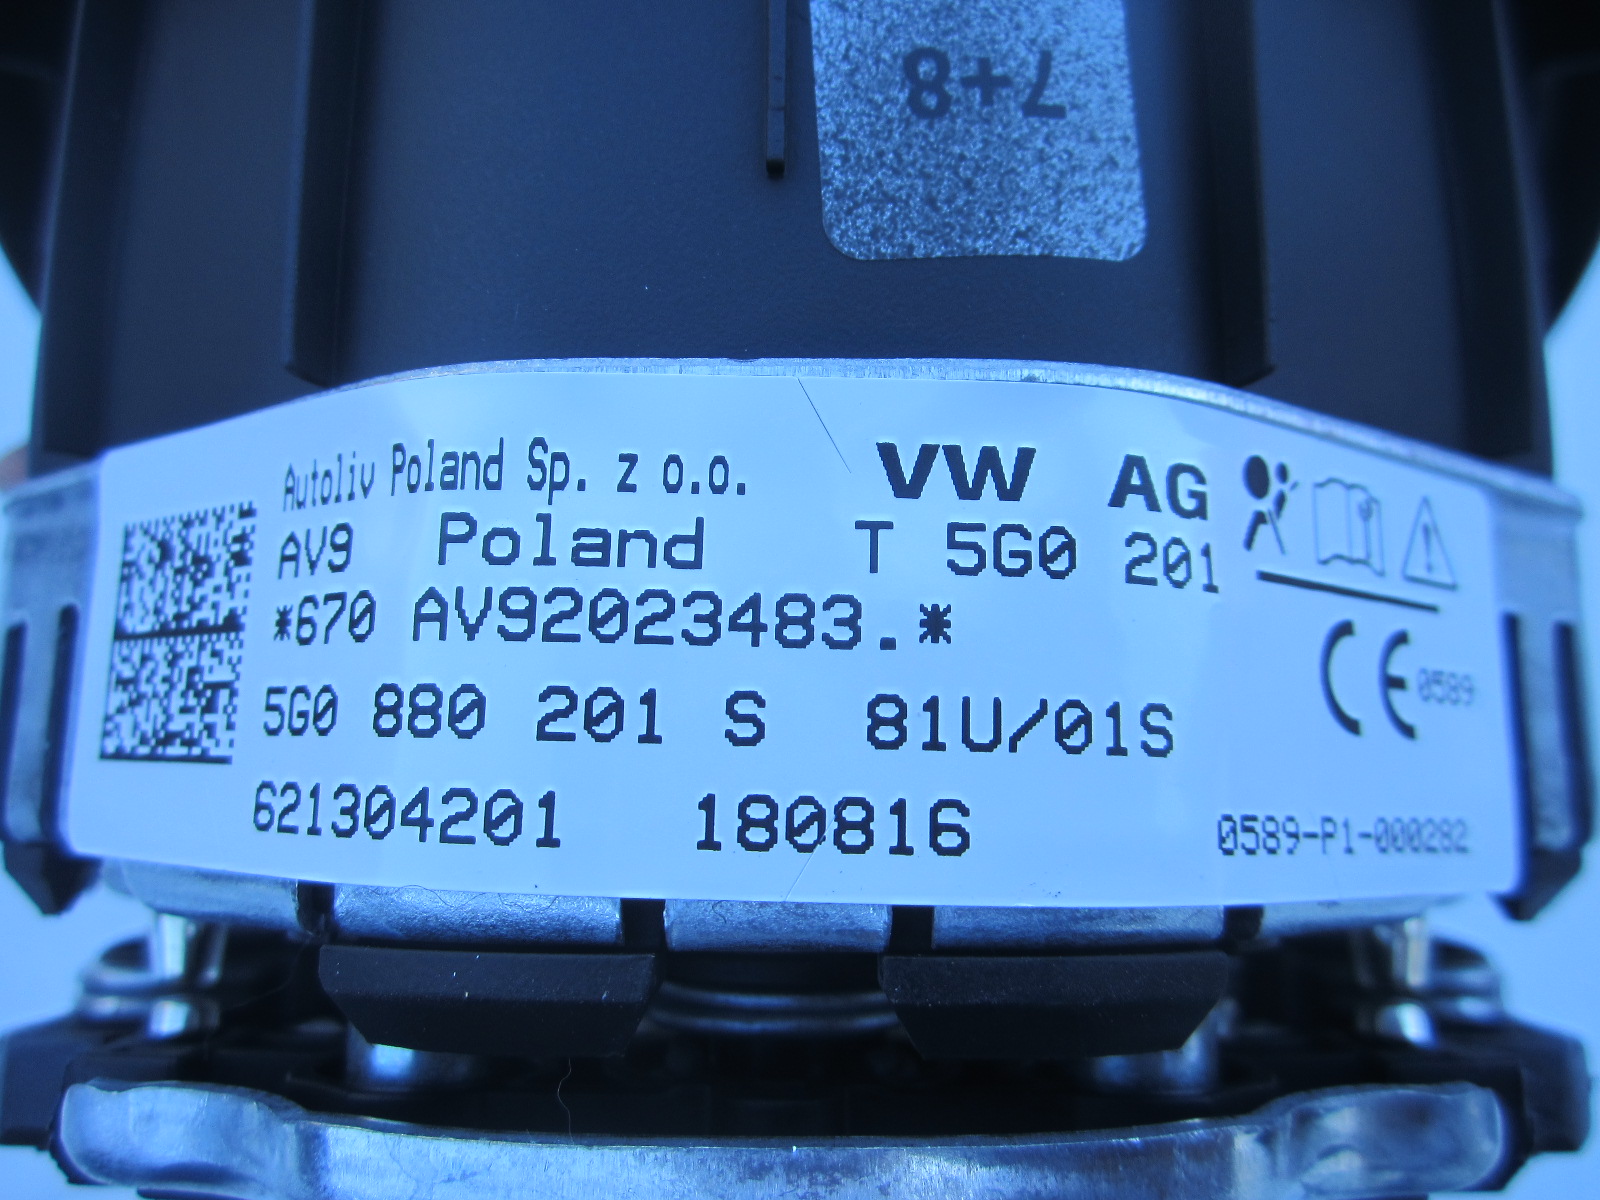 7+8
Autoliv Poland Sp. z o.o. VW AG
AV9 Poland T 5G0 201
*670 AV92023483.*
CE 0589
5G0 880 201 S 81U/01S
621304201 180816
0589-P1-000282